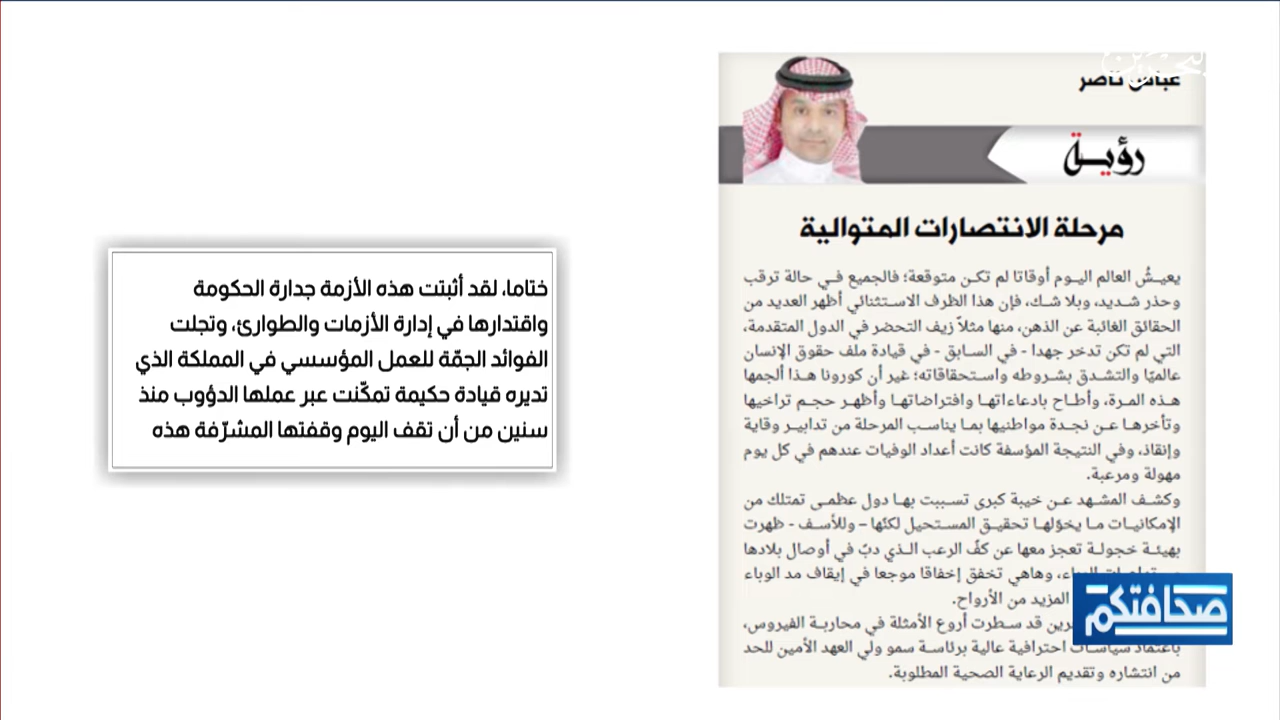 البحرين
عباس ناصر
رؤية
مرحلة الانتصارات المتوالية
يعيشُ العالم اليوم أوقاتا لم تكن متوقعة؛ فالجميع في حالة ترقب
وحذر شديد، وبلا شك، فإن هذا الظرف الاستثنائي أظهر العديد من
الحقائق الغائبة عن الذهن، منها مثلاً زيف التحضر في الدول المتقدمة،
التي لم تكن تدخر جهدا - في السابق - في قيادة ملف حقوق الإنسان
عالميًا والتشدق بشروطه واستحقاقاته؛ غير أن كورونا هذا ألجمها
هذه المرة، وأطاح بادعاءاتها وافتراضاتها وأظهر حجم تراخيها
وتأخرها عن نجدة مواطنيها بما يناسب المرحلة من تدابير وقاية
وإنقاذ، وفي النتيجة المؤسفة كانت أعداد الوفيات عندهم في كل يوم
مهولة ومرعبة.
وكشف المشهد عن خيبة كبرى تسببت بها دول عظمى تمتلك من
الإمكانيات ما يخوّلها تحقيق المستحيل لكنّها – وللأسف - ظهرت
بهيئة خجولة تعجز معها عن كفّ الرعب الذي دبّ في أوصال بلادها
الوباء، وهاهي تخفق إخفاقا موجعا في إيقاف مد الوباء
المزيد من الأرواح.
قد سطرت أروع الأمثلة في محاربة الفيروس،
باعتماد سياسات احترافية عالية برئاسة سمو ولي العهد الأمين للحد
من انتشاره وتقديم الرعاية الصحية المطلوبة.
ختاما، لقد أثبتت هذه الأزمة جدارة الحكومة
واقتدارها في إدارة الأزمات والطوارئ، وتجلت
الفوائد الجمّة للعمل المؤسسي في المملكة الذي
تديره قيادة حكيمة تمكّنت عبر عملها الدؤوب منذ
سنين من أن تقف اليوم وقفتها المشرّفة هذه
صحافتكم